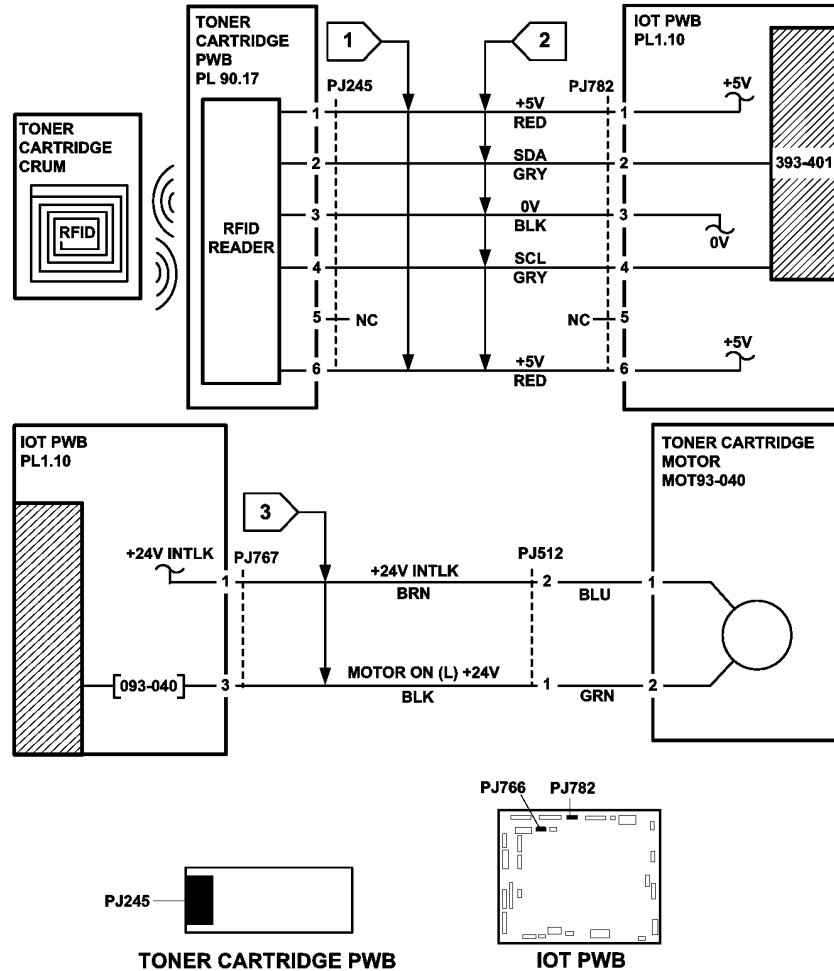 TONER
CARTRIDGE
PWB
PL 90.17
1
2
IOT PWB
PL1.10
PJ245
PJ782
+5V
TONER
CARTRIDGE
CRUM
RFID
RFID
READER
1
+5V
RED
1
2
SDA
GRY
2
393-401
3
0V
BLK
3
0V
4
SCL
GRY
4
5
NC
NC
5
+5V
6
+5V
RED
6
IOT PWB
PL1.10
TONER CARTRIDGE
MOTOR
MOT93-040
3
+24V INTLK
PJ767
PJ512
1
+24V INTLK
BRN
2
BLU
1
093-040
3
MOTOR ON (L) +24V
BLK
1
GRN
2
PJ766
PJ782
PJ245
TONER CARTRIDGE PWB
IOT PWB